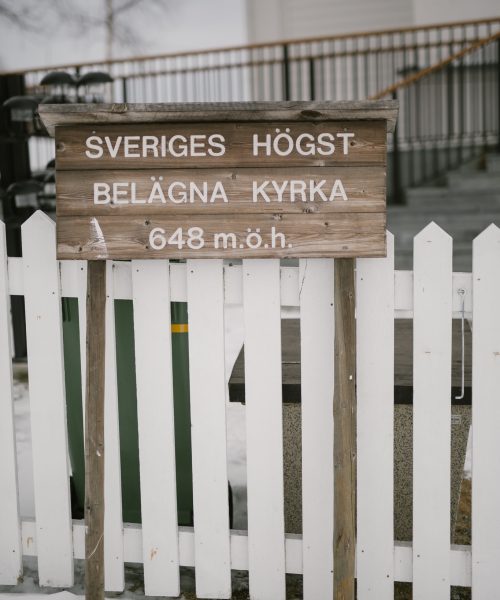 SVERIGES HÖGST
BELÄGNA KYRKA
648 m.ö.h.